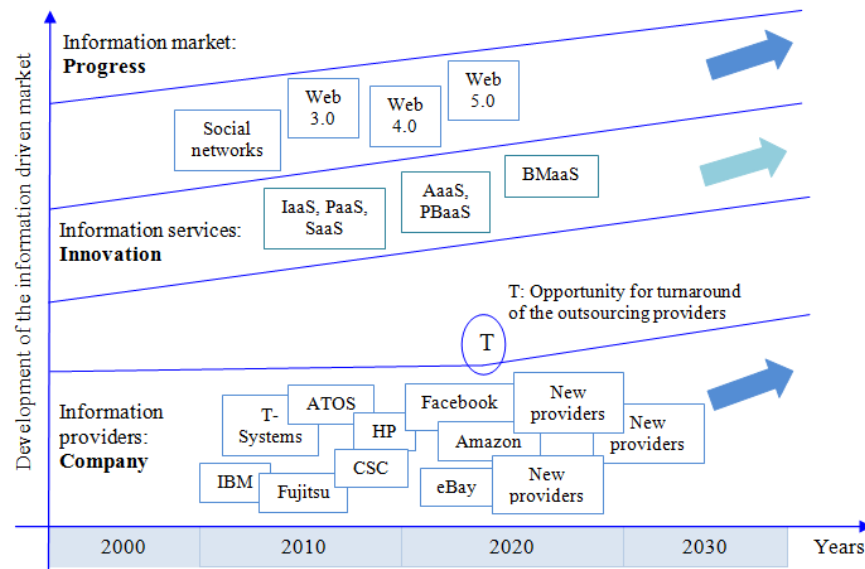 Development of the information driven market
Information market:
Progress
Social
networks
Web
3.0
Web
4.0
Web
5.0
Information services:
Innovation
IaaS, PaaS,
SaaS
AaaS,
PBaaS
BMaaS
T: Opportunity for turnaround
of the outsourcing providers
T
Information
providers:
Company
T-
Systems
ATOS
HP
Facebook
New
providers
New
providers
Amazon
IBM
Fujitsu
CSC
eBay
New
providers
2000
2010
2020
2030
Years